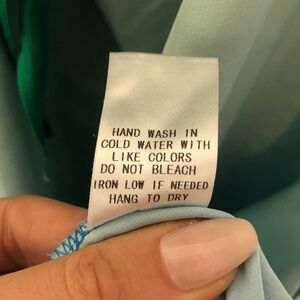 HAND WASH IN
COLD WATER WITH
LIKE COLORS
DO NOT BLEACH
IRON LOW IF NEEDED
HANG TO DRY